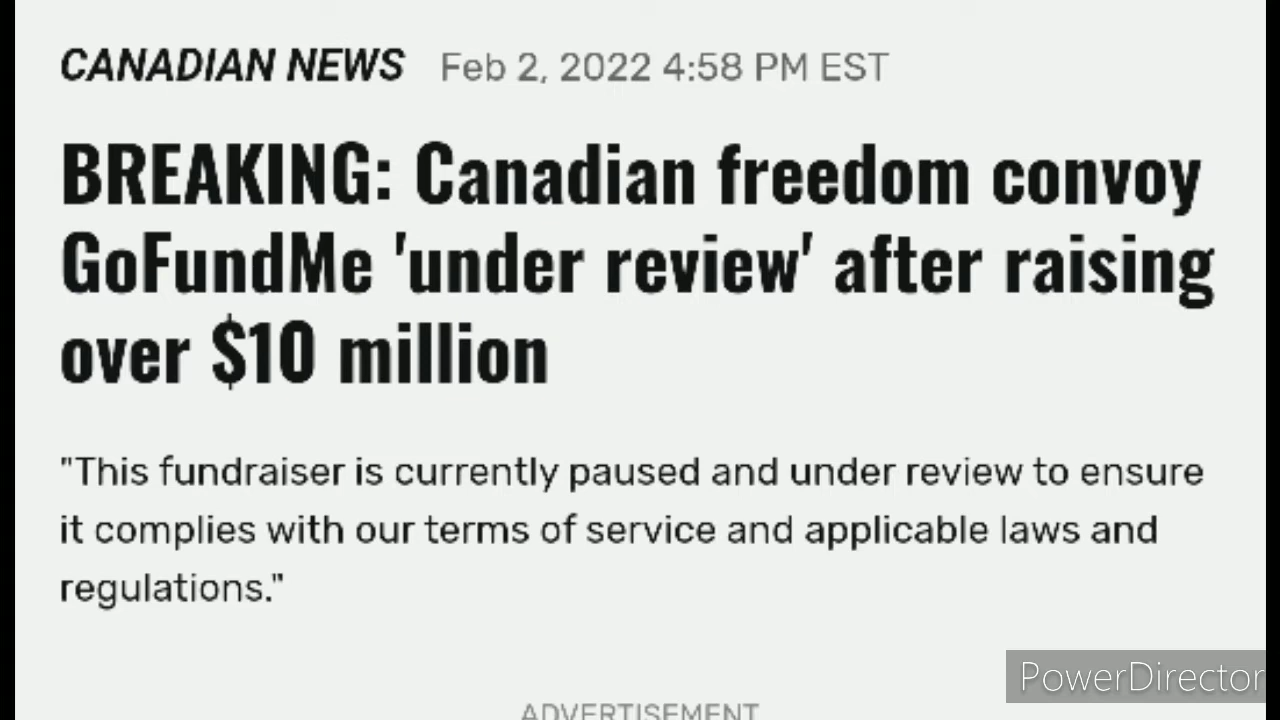 CANADIAN NEWS Feb 2, 2022 4:58 PM EST
BREAKING: Canadian freedom convoy
GoFundMe 'under review' after raising
over $10 million
"This fundraiser is currently paused and under review to ensure
it complies with our terms of service and applicable laws and
regulations."
PowerDirector
ADVERTISEMENT